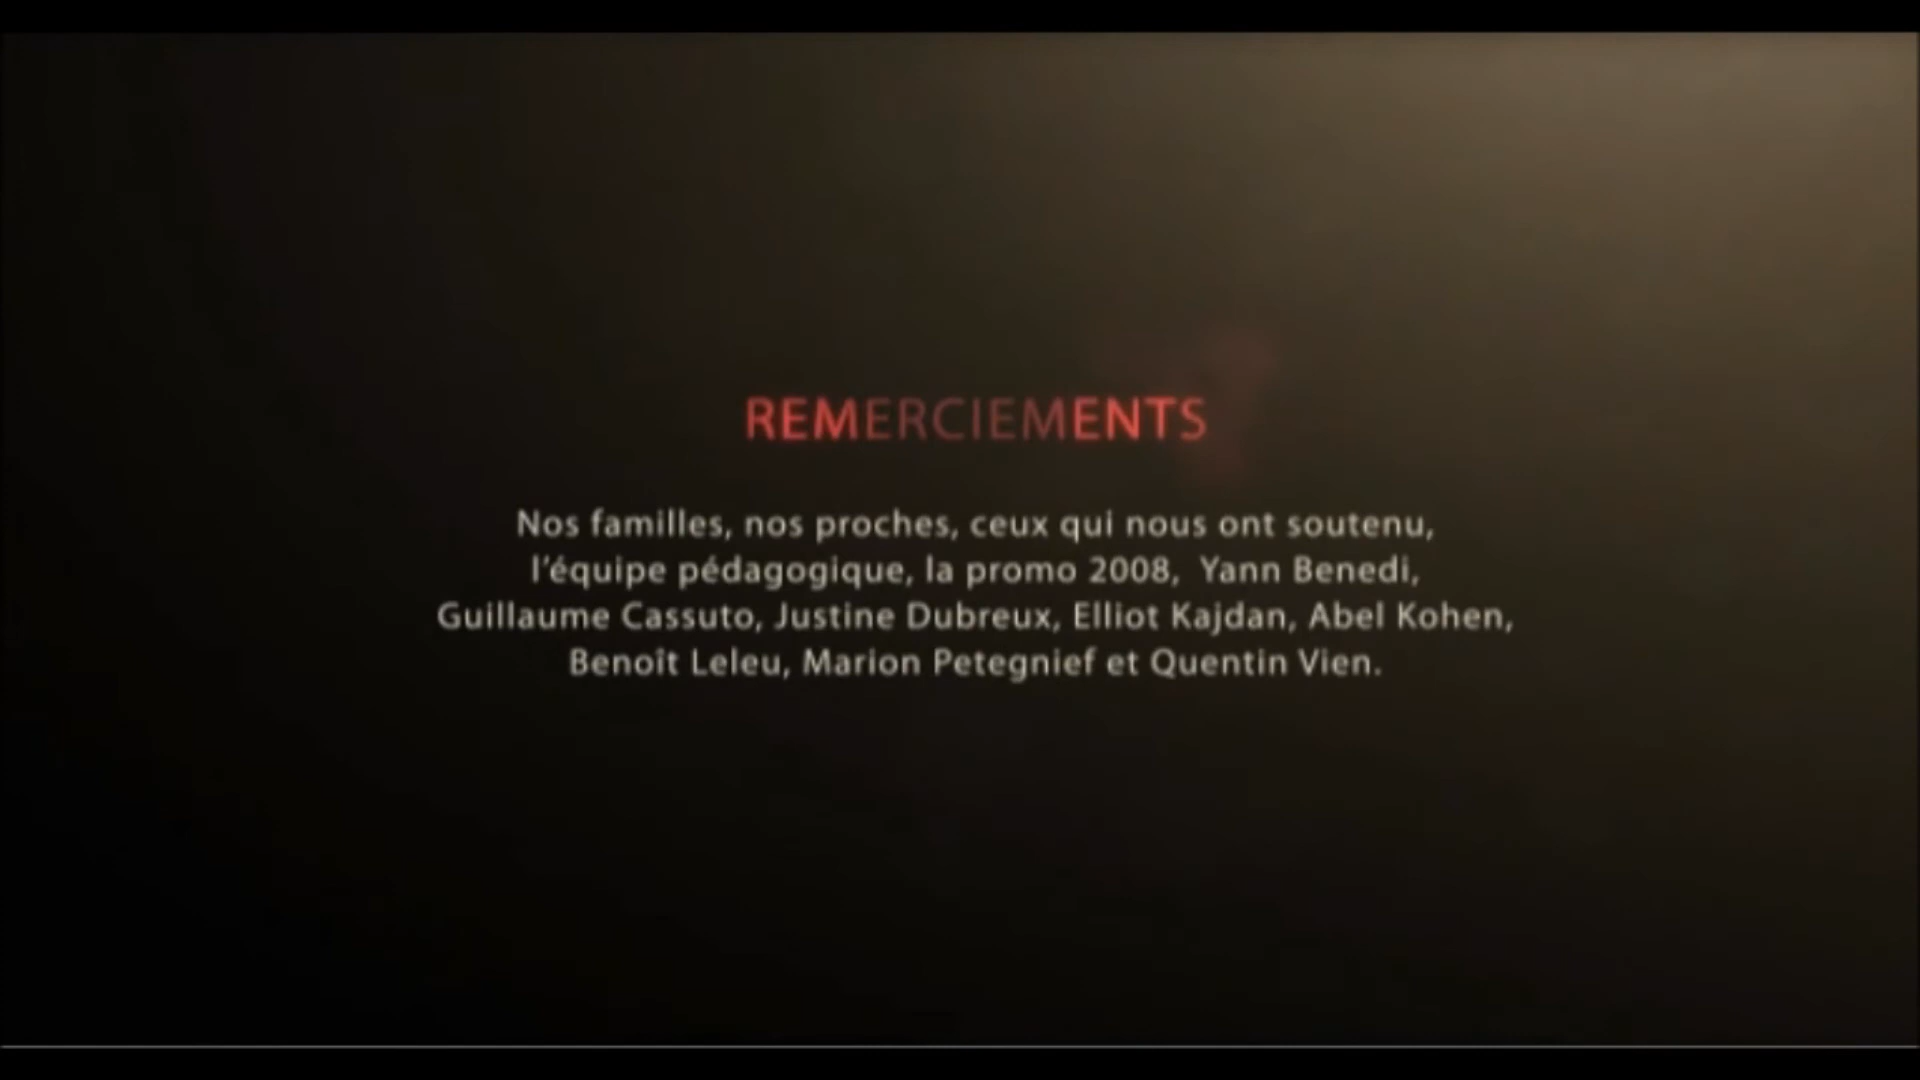 REMERCIEMENTS
Nos familles, nos proches, ceux qui nous ont soutenu,
l'équipe pédagogique, la promo 2008, Yann Benedi,
Guillaume Cassuto, Justine Dubreux, Elliot Kajdan, Abel Kohen,
Benoît Leleu, Marion Petegnief et Quentin Vien.